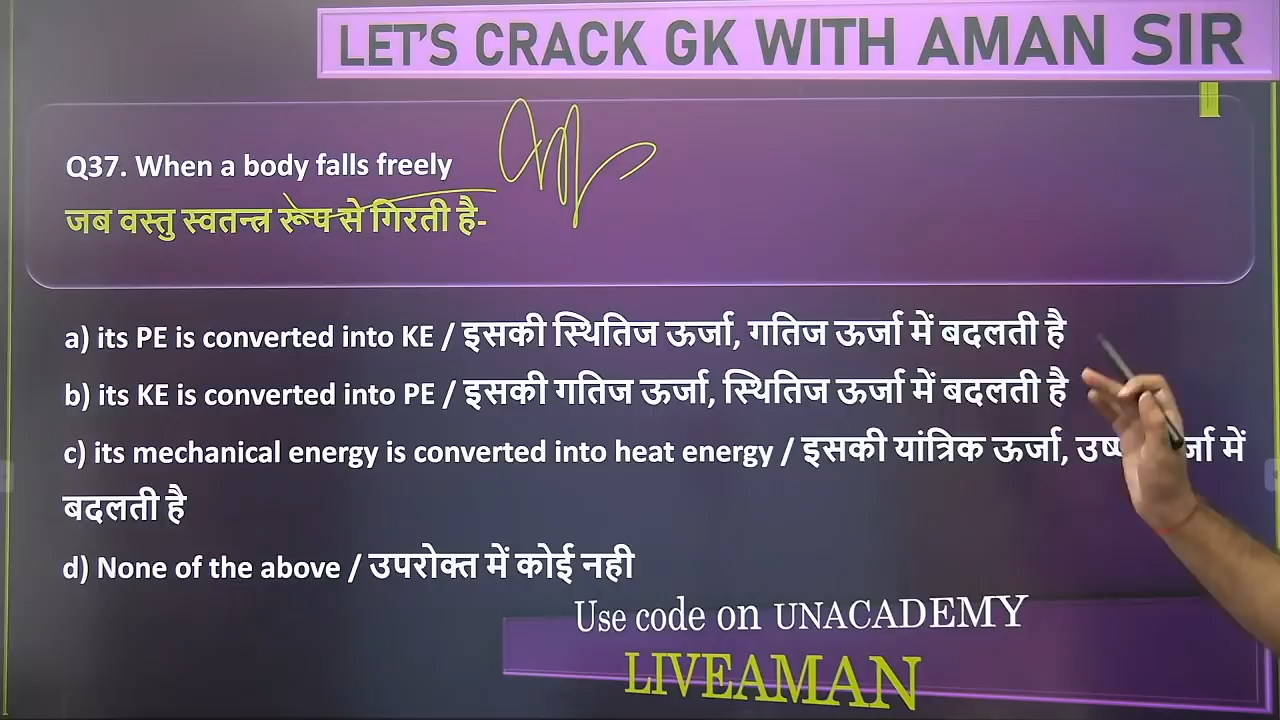 LET'S CRACK GK WITH AMAN SIR
Q37. When a body falls freely
जब वस्तु स्वतन्त्र रूप से गिरती है-
a) its PE is converted into KE / इसकी स्थितिज ऊर्जा, गतिज ऊर्जा में बदलती है
b) its KE is converted into PE / इसकी गतिज ऊर्जा, स्थितिज ऊर्जा में बदलती है
c) its mechanical energy is converted into heat energy / इसकी यांत्रिक ऊर्जा, में
बदलती है
d) None of the above / उपरोक्त में कोई नही
Use code on UNACADEMY
LIVEAMAN